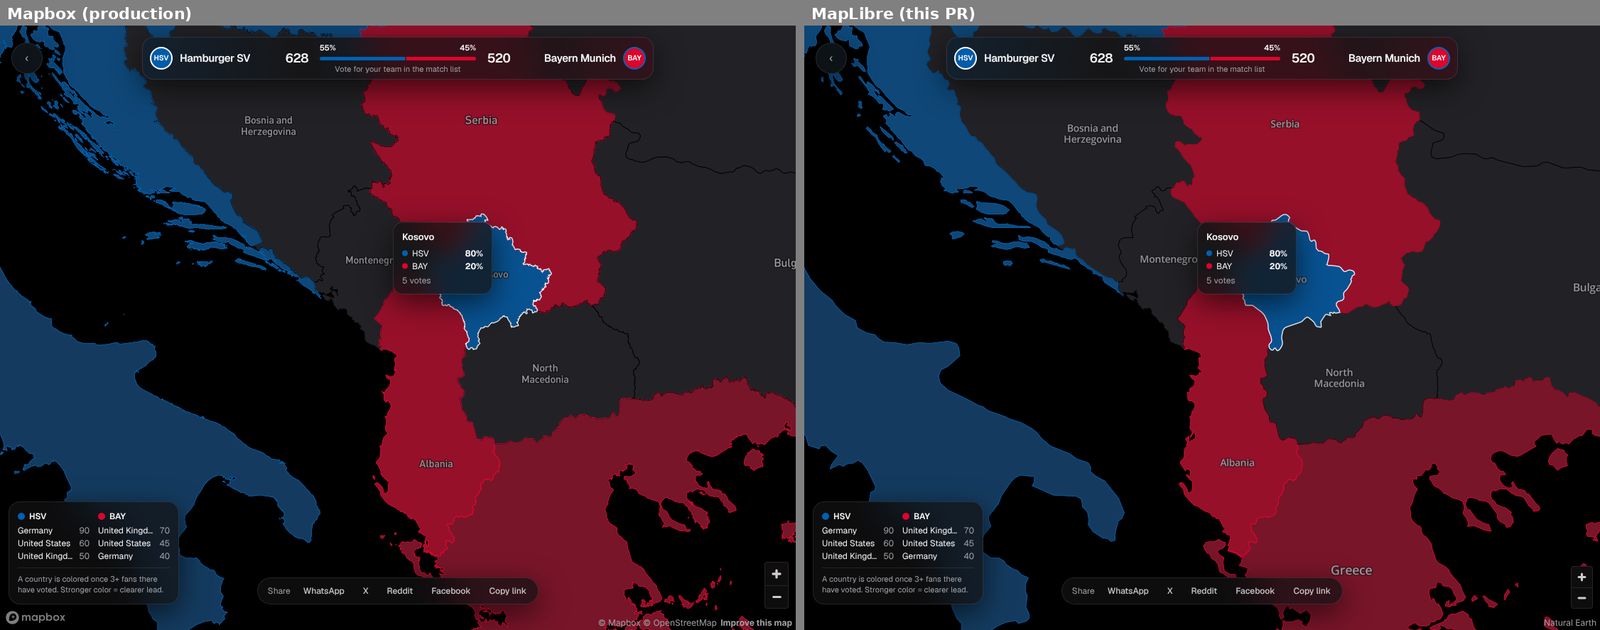 Mapbox (production)
‹
HSV Hamburger SV 628 55% 45% 520 Bayern Munich BAY
Vote for your team in the match list
Bosnia and
Herzegovina
Serbia
Kosovo
HSV 80%
BAY 20%
5 votes
ovo
Montenegr
Bulg
North
Macedonia
Albania
HSV BAY
Germany 90 United Kingd... 70
United States 60 United States 45
United Kingd... 50 Germany 40
A country is colored once 3+ fans there
have voted. Stronger color = clearer lead.
Share WhatsApp X Reddit Facebook Copy link
+
−
mapbox
© Mapbox © OpenStreetMap Improve this map
MapLibre (this PR)
‹
HSV Hamburger SV 628 55% 45% 520 Bayern Munich BAY
Vote for your team in the match list
Bosnia and
Herzegovina
Serbia
Kosovo
HSV 80%
BAY 20%
5 votes
vo
Montenegro
Bulga
North
Macedonia
Albania
Greece
HSV BAY
Germany 90 United Kingd... 70
United States 60 United States 45
United Kingd... 50 Germany 40
A country is colored once 3+ fans there
have voted. Stronger color = clearer lead.
Share WhatsApp X Reddit Facebook Copy link
+
−
Natural Earth